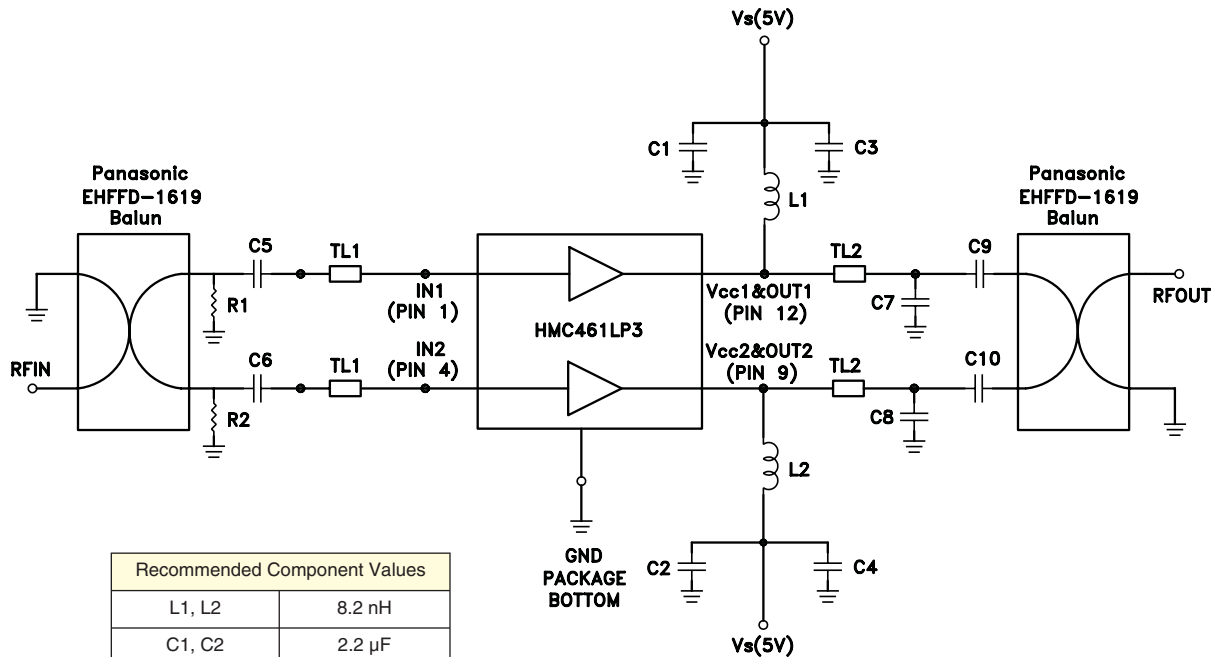 Vs(5V)
C1
C3
L1
Panasonic
EHFFD-1619
Balun
Panasonic
EHFFD-1619
Balun
C5
TL1
IN1
(PIN 1)
R1
Vcc1&OUT1
(PIN 12)
TL2
C7
C9
RFOUT
HMC461LP3
RFIN
C6
TL1
IN2
(PIN 4)
R2
Vcc2&OUT2
(PIN 9)
TL2
C8
C10
L2
GND
PACKAGE
BOTTOM
C2
C4
Vs(5V)
Recommended Component Values
L1, L2 8.2 nH
C1, C2 2.2 µF